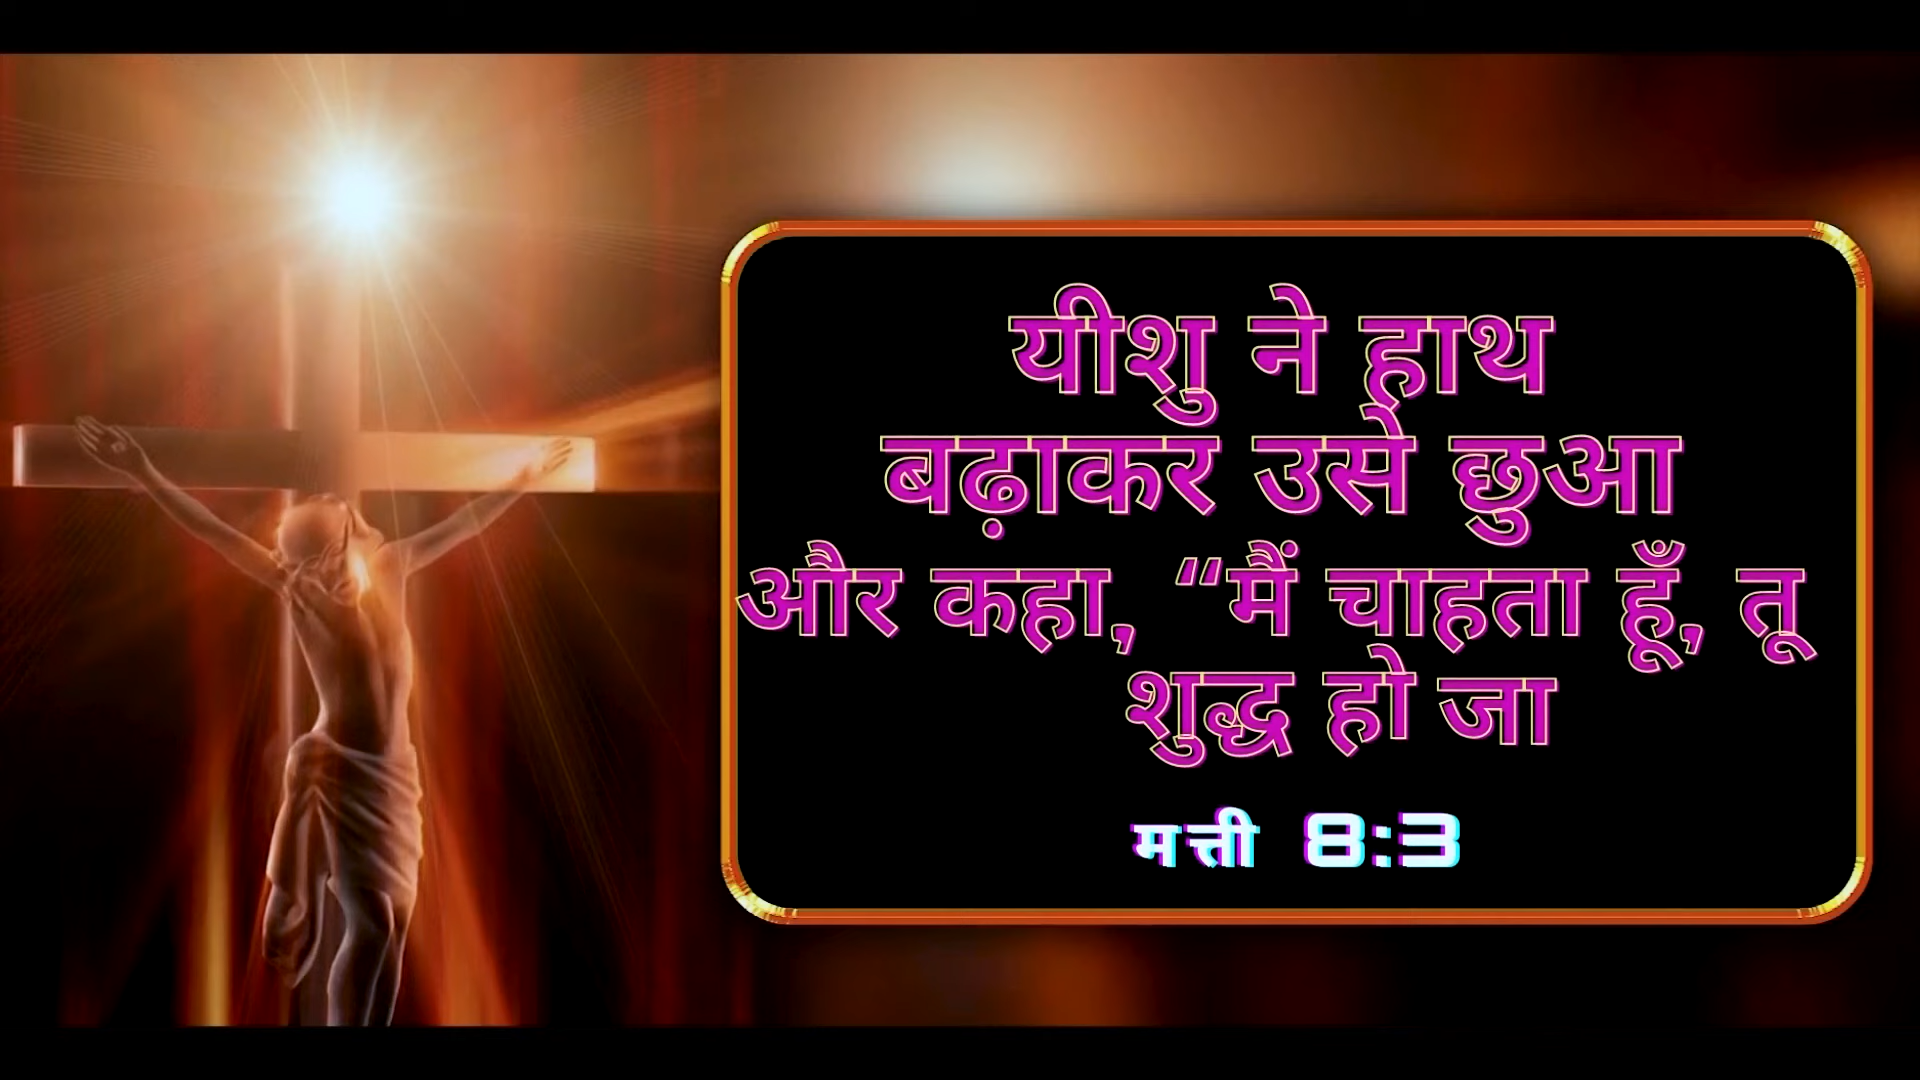 यीशु ने हाथ
बढ़ाकर उसे छुआ
और कहा, “मैं चाहता हूँ, तू
शुद्ध हो जा
मत्ती 8:3